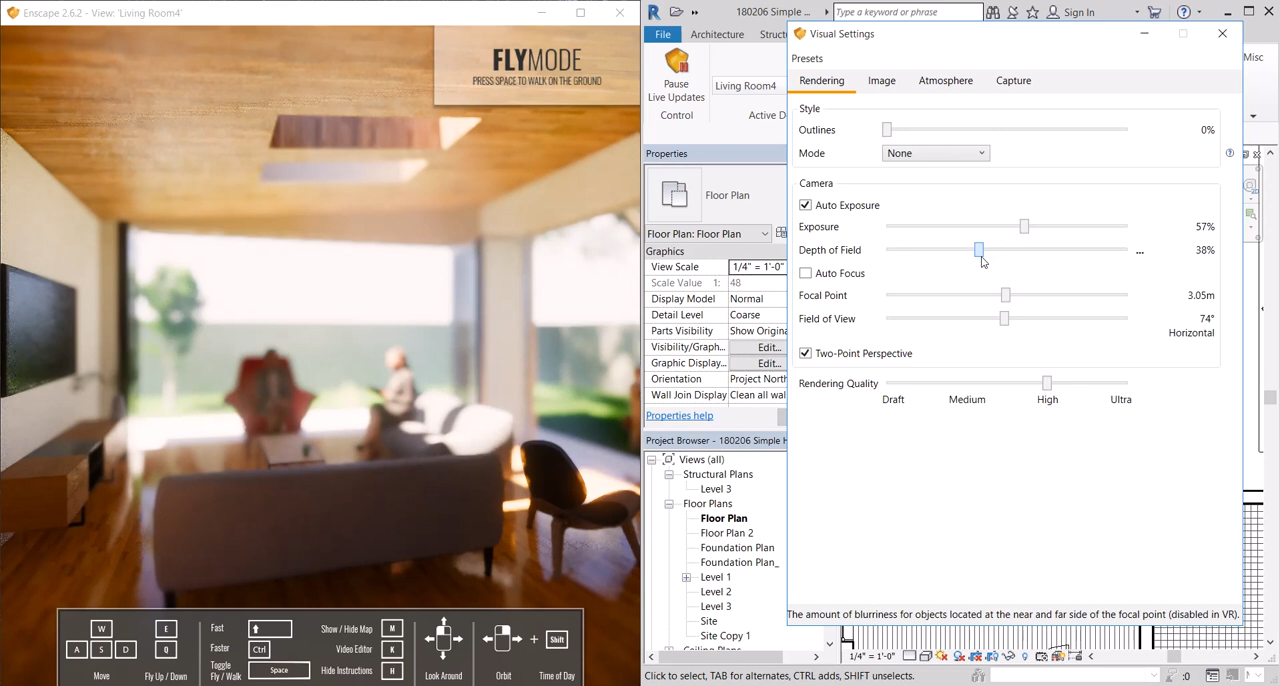 Enscape 2.6.2 - View: 'Living Room4'
FLYMODE
PRESS SPACE TO WALK ON THE GROUND
W
E
A
S
D
Q
Move
Fly Up / Down
Fast
Faster
Ctrl
Toggle
Fly / Walk
Space
Show / Hide Map
M
Video Editor
K
Hide Instructions
H
Look Around
Orbit
+
Shift
Time of Day
180206 Simple H
Type a keyword or phrase
Sign In
File
Architecture
Struct
Misc
Pause
Live Updates
Control
Living Room4
Active D
Properties
Floor Plan
Floor Plan: Floor Plan
Graphics
View Scale
1/4" = 1'-0"
Scale Value 1:
48
Display Model
Normal
Detail Level
Coarse
Parts Visibility
Show Origina
Visibility/Graph...
Edit...
Graphic Display...
Edit...
Orientation
Project North
Wall Join Display
Clean all wal
Properties help
Project Browser - 180206 Simple H
Views (all)
Structural Plans
Level 3
Floor Plans
Floor Plan
Floor Plan 2
Foundation Plan
Foundation Plan_
Level 1
Level 2
Level 3
Site
Site Copy 1
Ceiling Plans
Visual Settings
Presets
Rendering
Image
Atmosphere
Capture
Style
Outlines
0%
Mode
None
Camera
Auto Exposure
Exposure
57%
Depth of Field
...
38%
Auto Focus
Focal Point
3.05m
Field of View
74°
Horizontal
Two-Point Perspective
Rendering Quality
Draft
Medium
High
Ultra
The amount of blurriness for objects located at the near and far side of the focal point (disabled in VR).
1/4" = 1'-0"
Click to select, TAB for alternates, CTRL adds, SHIFT unselects.
:0